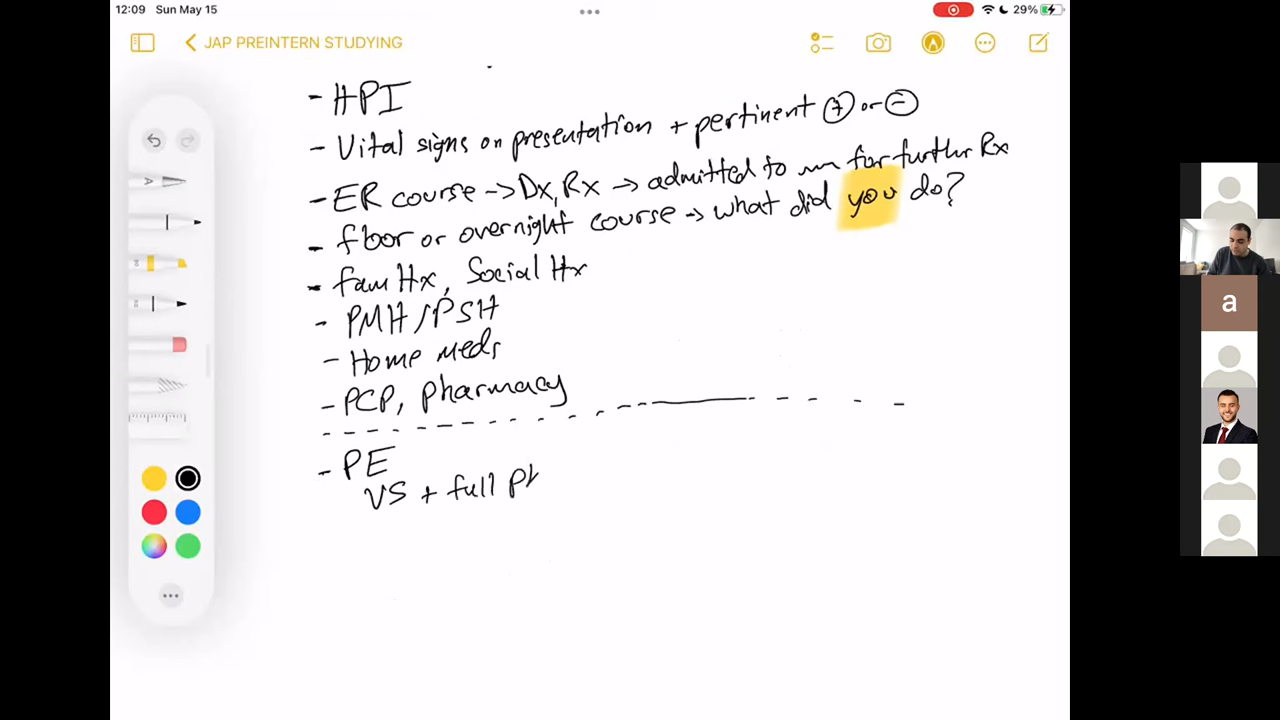 12:09 Sun May 15
29%
JAP PREINTERN STUDYING
- HPI
- Vital signs on presentation + pertinent (+) or (-)
- ER course -> Dx, Rx -> admitted to for further Rx
- floor or overnight course -> what did you do?
- fam Hx, Social Hx
- PMH/PSH
- Home meds
- PCP, pharmacy
- PE
VS + full
a